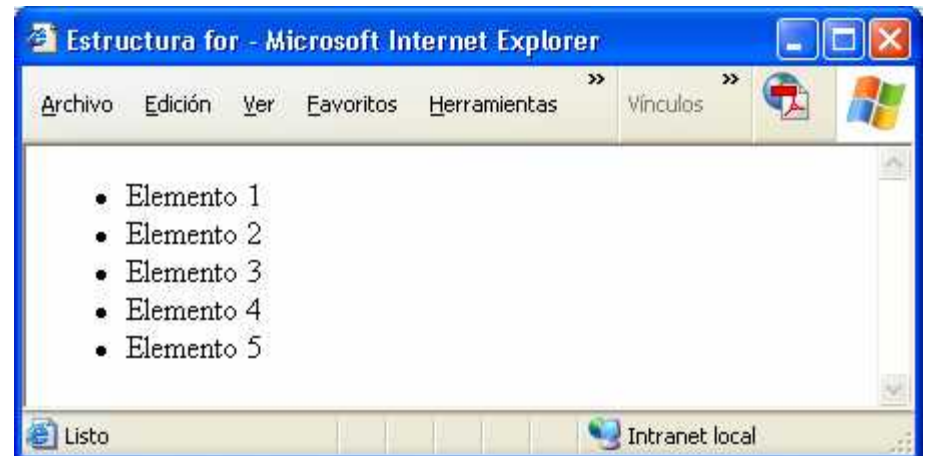 Estructura for - Microsoft Internet Explorer
Archivo Edición Ver Favoritos Herramientas » Vínculos »
• Elemento 1
• Elemento 2
• Elemento 3
• Elemento 4
• Elemento 5
Listo Intranet local